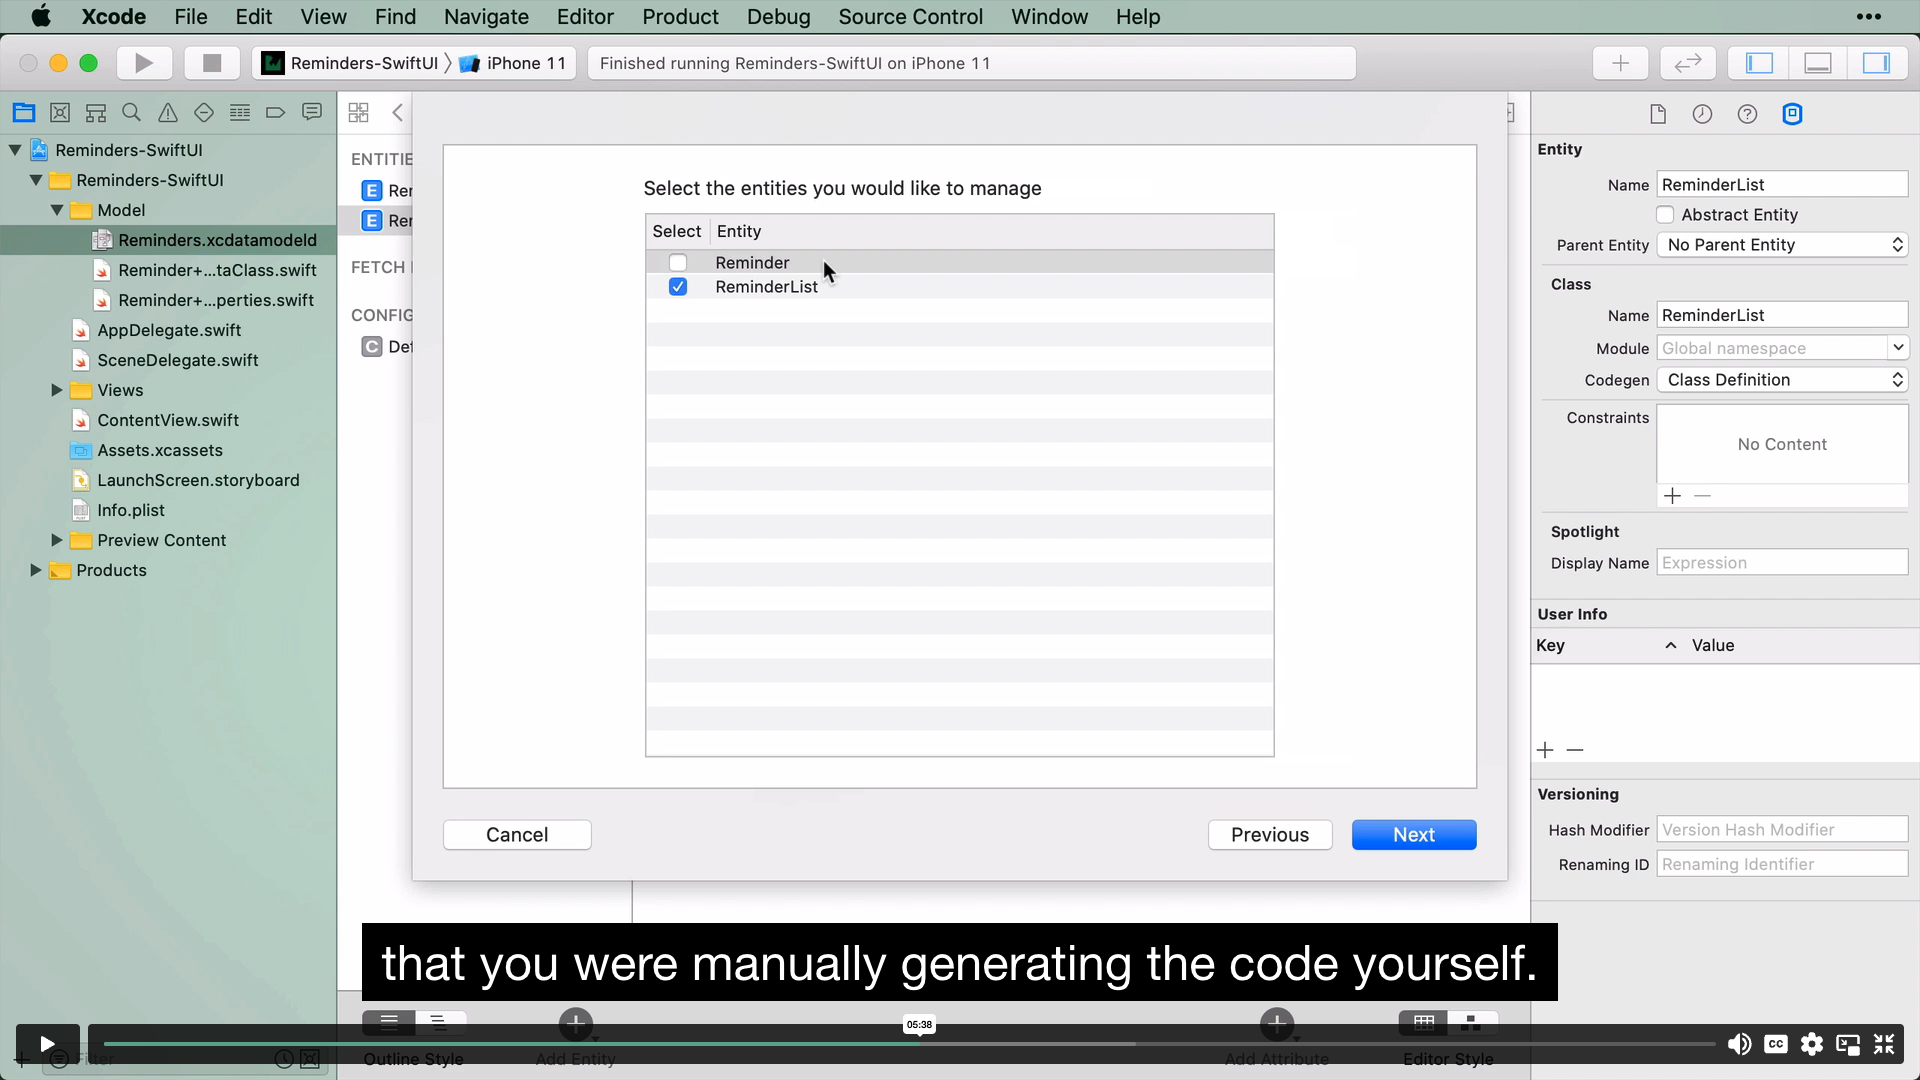 Xcode File Edit View Find Navigate Editor Product Debug Source Control Window Help
Reminders-SwiftUI iPhone 11
Finished running Reminders-SwiftUI on iPhone 11
Reminders-SwiftUI
Reminders-SwiftUI
Model
Reminders.xcdatamodeld
Reminder+...taClass.swift
Reminder+...perties.swift
AppDelegate.swift
SceneDelegate.swift
Views
ContentView.swift
Assets.xcassets
LaunchScreen.storyboard
Info.plist
Preview Content
Products
Filter
ENTITIE
E Rer
E Rer
FETCH
CONFIG
C Def
Select the entities you would like to manage
Select Entity
Reminder
ReminderList
Cancel
Previous
Next
Entity
Name ReminderList
Abstract Entity
Parent Entity No Parent Entity
Class
Name ReminderList
Module Global namespace
Codegen Class Definition
Constraints
No Content
Spotlight
Display Name Expression
User Info
Key Value
Versioning
Hash Modifier Version Hash Modifier
Renaming ID Renaming Identifier
that you were manually generating the code yourself.
05:38
CC
Outline Style
Add Entity
Add Attribute
Editor Style